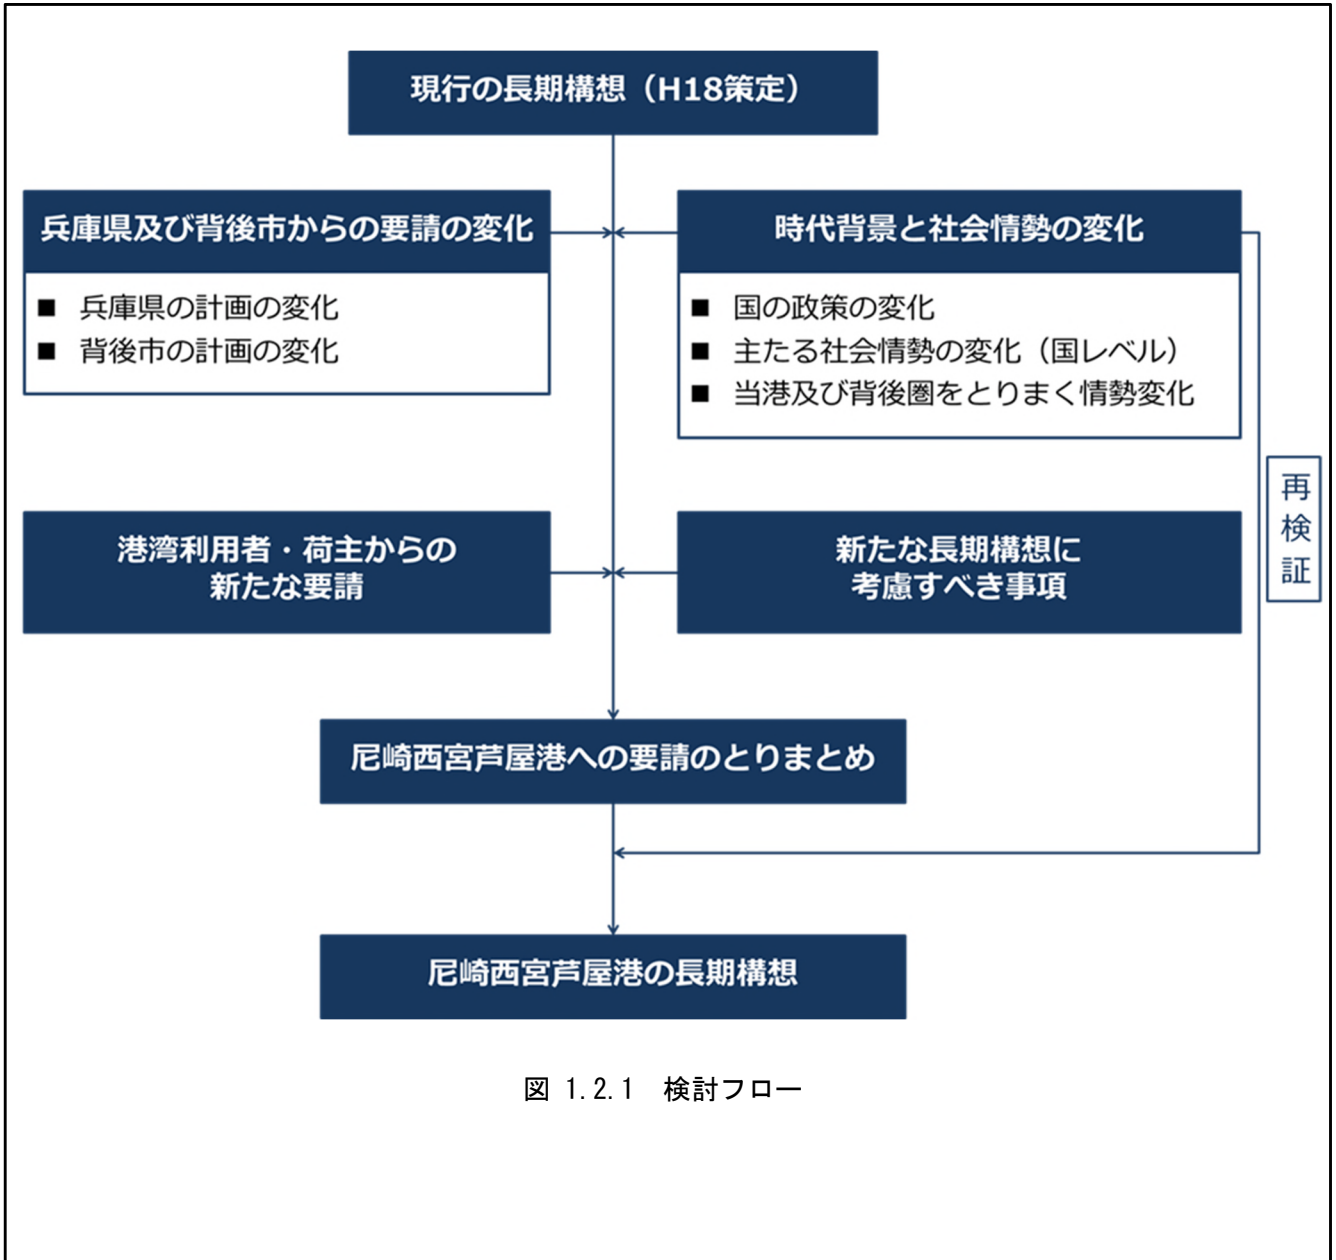 現行の長期構想（H18策定）
兵庫県及び背後市からの要請の変化
■ 兵庫県の計画の変化
■ 背後市の計画の変化
時代背景と社会情勢の変化
■ 国の政策の変化
■ 主たる社会情勢の変化（国レベル）
■ 当港及び背後圏をとりまく情勢変化
再検証
港湾利用者・荷主からの
新たな要請
新たな長期構想に
考慮すべき事項
尼崎西宮芦屋港への要請のとりまとめ
尼崎西宮芦屋港の長期構想
図 1.2.1　検討フロー